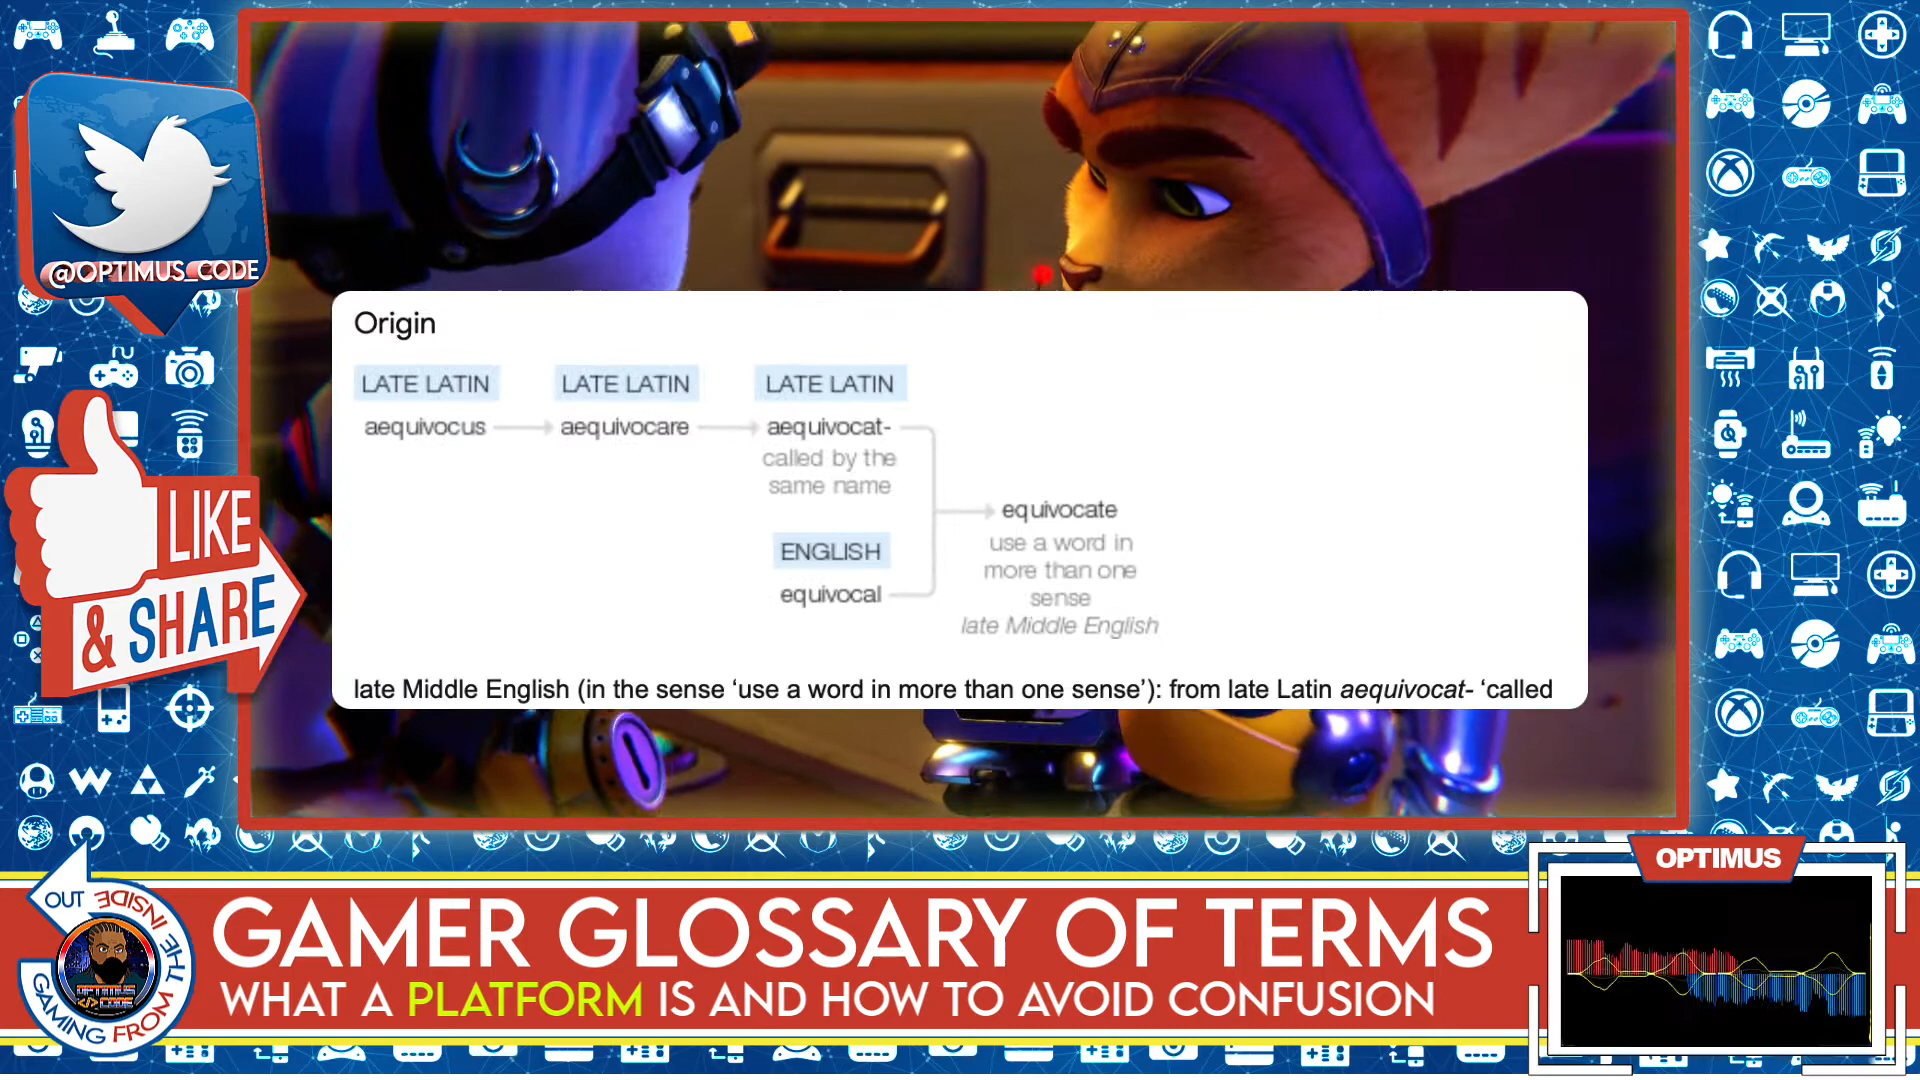 @OPTIMUS_CODE
LIKE
& SHARE
Origin
LATE LATIN LATE LATIN LATE LATIN
aequivocus aequivocare aequivocat-
called by the
same name
ENGLISH
equivocal
equivocate
use a word in
more than one
sense
late Middle English
late Middle English (in the sense ‘use a word in more than one sense’): from late Latin aequivocat- ‘called
OPTIMUS
GAMING FROM THE INSIDE OUT
OPTIMUS
CODE
GAMER GLOSSARY OF TERMS
WHAT A PLATFORM IS AND HOW TO AVOID CONFUSION